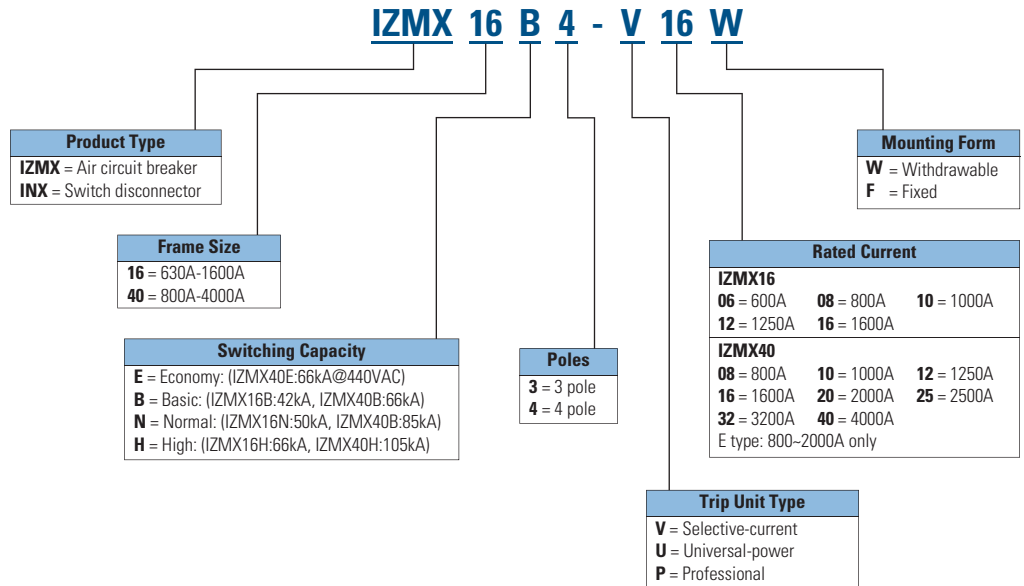 IZMX 16 B 4 - V 16 W
Product Type
IZMX = Air circuit breaker
INX = Switch disconnector
Mounting Form
W = Withdrawable
F = Fixed
Frame Size
16 = 630A-1600A
40 = 800A-4000A
Rated Current
IZMX16
06 = 600A 08 = 800A 10 = 1000A
12 = 1250A 16 = 1600A
IZMX40
08 = 800A 10 = 1000A 12 = 1250A
16 = 1600A 20 = 2000A 25 = 2500A
32 = 3200A 40 = 4000A
E type: 800~2000A only
Switching Capacity
E = Economy: (IZMX40E:66kA@440VAC)
B = Basic: (IZMX16B:42kA, IZMX40B:66kA)
N = Normal: (IZMX16N:50kA, IZMX40B:85kA)
H = High: (IZMX16H:66kA, IZMX40H:105kA)
Poles
3 = 3 pole
4 = 4 pole
Trip Unit Type
V = Selective-current
U = Universal-power
P = Professional